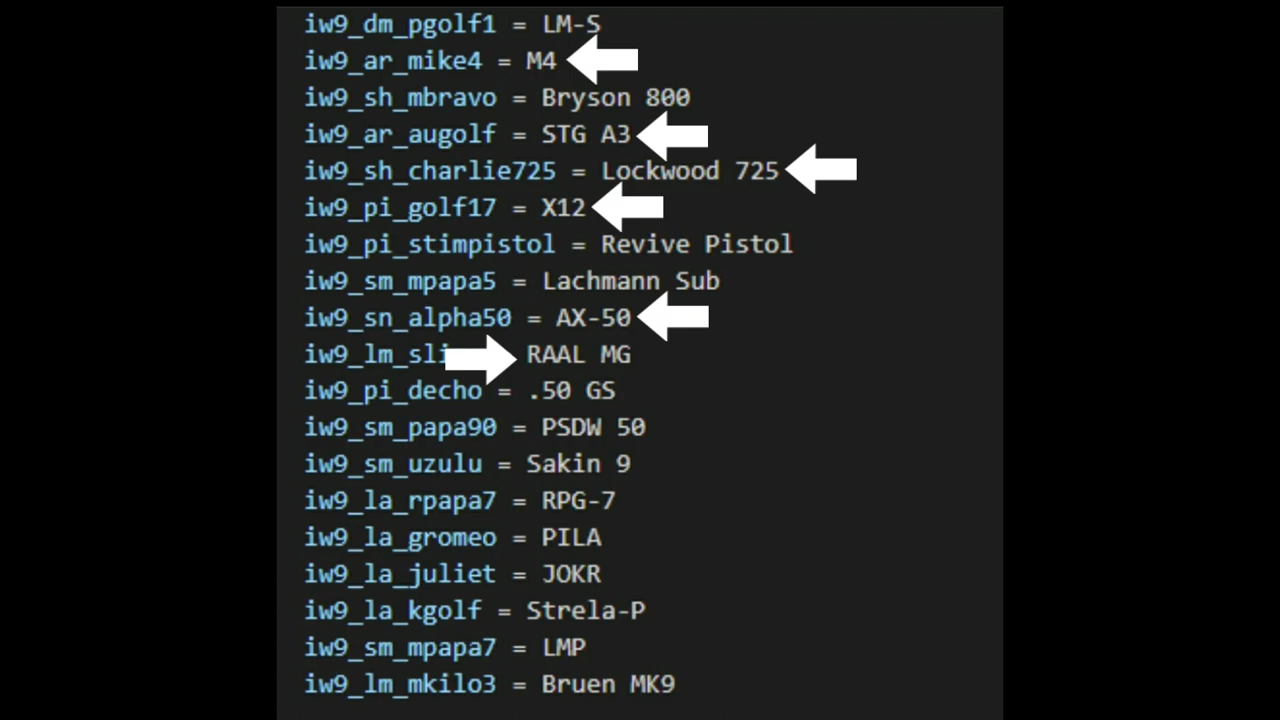 iw9_dm_pgolf1 = LM-S
iw9_ar_mike4 = M4
iw9_sh_mbravo = Bryson 800
iw9_ar_augolf = STG A3
iw9_sh_charlie725 = Lockwood 725
iw9_pi_golf17 = X12
iw9_pi_stimpistol = Revive Pistol
iw9_sm_mpapa5 = Lachmann Sub
iw9_sn_alpha50 = AX-50
RAAL MG
iw9_pi_decho = .50 GS
iw9_sm_papa90 = PSDW 50
iw9_sm_uzulu = Sakin 9
iw9_la_rpapa7 = RPG-7
iw9_la_gromeo = PILA
iw9_la_juliet = JOKR
iw9_la_kgolf = Strela-P
iw9_sm_mpapa7 = LMP
iw9_lm_mkilo3 = Bruen MK9